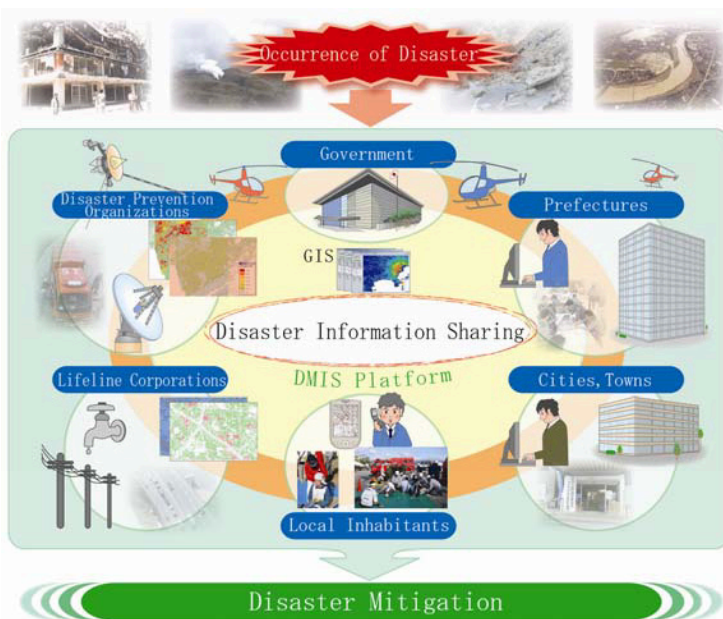 Occurrence of Disaster
Government
Disaster Prevention
Organizations
Prefectures
GIS
Disaster Information Sharing
DMIS Platform
Lifeline Corporations
Cities,Towns
Local Inhabitants
Disaster Mitigation